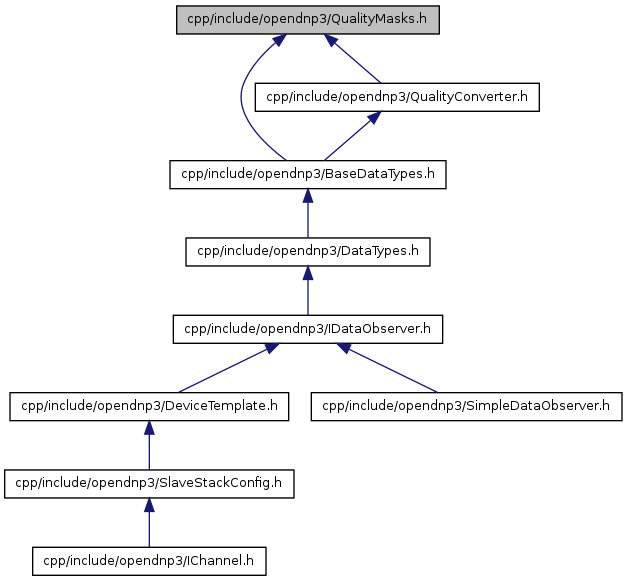 cpp/include/opendnp3/QualityMasks.h
cpp/include/opendnp3/QualityConverter.h
cpp/include/opendnp3/BaseDataTypes.h
cpp/include/opendnp3/DataTypes.h
cpp/include/opendnp3/IDataObserver.h
cpp/include/opendnp3/DeviceTemplate.h
cpp/include/opendnp3/SimpleDataObserver.h
cpp/include/opendnp3/SlaveStackConfig.h
cpp/include/opendnp3/IChannel.h